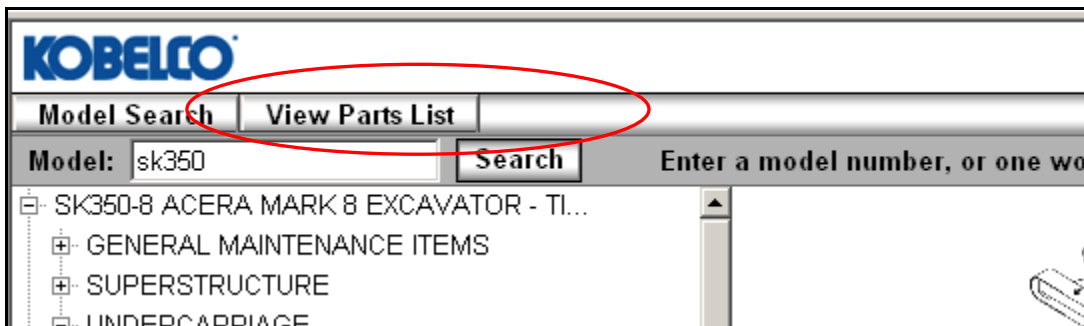 KOBELCO
Model Search View Parts List
Model: sk350 Search Enter a model number, or one wo
SK350-8 ACERA MARK 8 EXCAVATOR - TI...
GENERAL MAINTENANCE ITEMS
SUPERSTRUCTURE
UNDERCARRIAGE